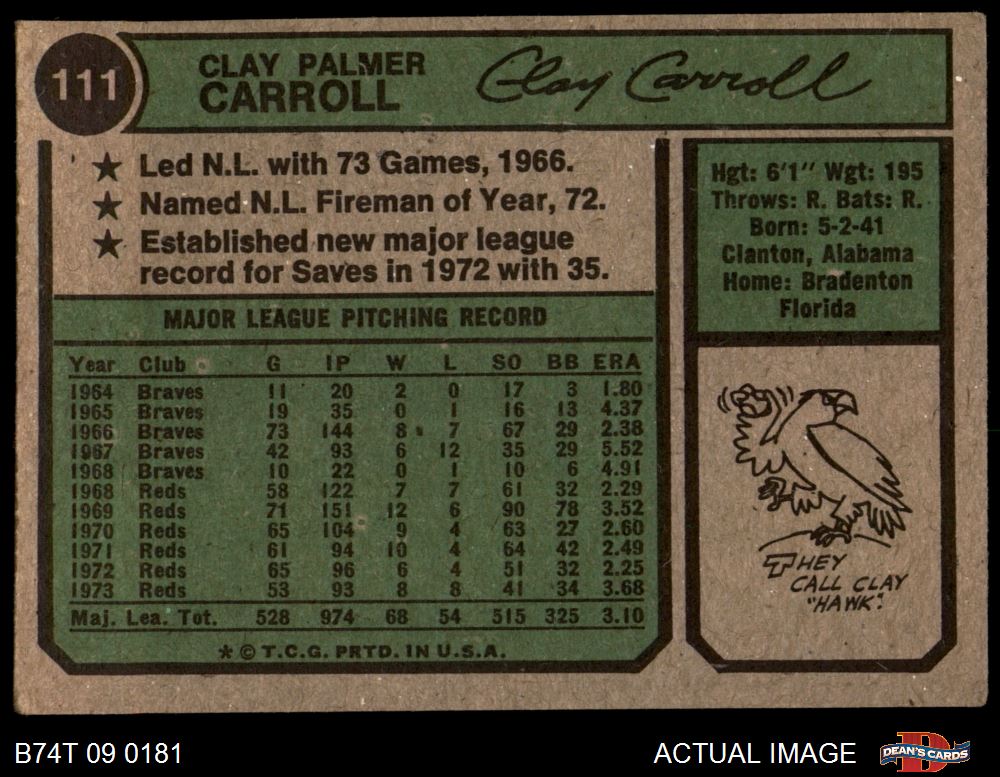 111
CLAY PALMER
CARROLL
Clay Carroll
★ Led N.L. with 73 Games, 1966.
★ Named N.L. Fireman of Year, 72.
★ Established new major league
record for Saves in 1972 with 35.
Hgt: 6'1" Wgt: 195
Throws: R. Bats: R.
Born: 5-2-41
Clanton, Alabama
Home: Bradenton
Florida
MAJOR LEAGUE PITCHING RECORD
Year Club G IP W L SO BB ERA
1964 Braves 11 20 2 0 17 3 1.80
1965 Braves 19 35 0 1 16 13 4.37
1966 Braves 73 144 8 7 67 29 2.38
1967 Braves 42 93 6 12 35 29 5.52
1968 Braves 10 22 0 1 10 6 4.91
1968 Reds 58 122 7 7 61 32 2.29
1969 Reds 71 151 12 6 90 78 3.52
1970 Reds 65 104 9 4 63 27 2.60
1971 Reds 61 94 10 4 64 42 2.49
1972 Reds 65 96 6 4 51 32 2.25
1973 Reds 53 93 8 8 41 34 3.68
Maj. Lea. Tot. 528 974 68 54 515 325 3.10
* © T.C.G. PRTD. IN U.S.A.
THEY
CALL CLAY
"HAWK".
B74T 09 0181
ACTUAL IMAGE
D
DEAN'S CARDS